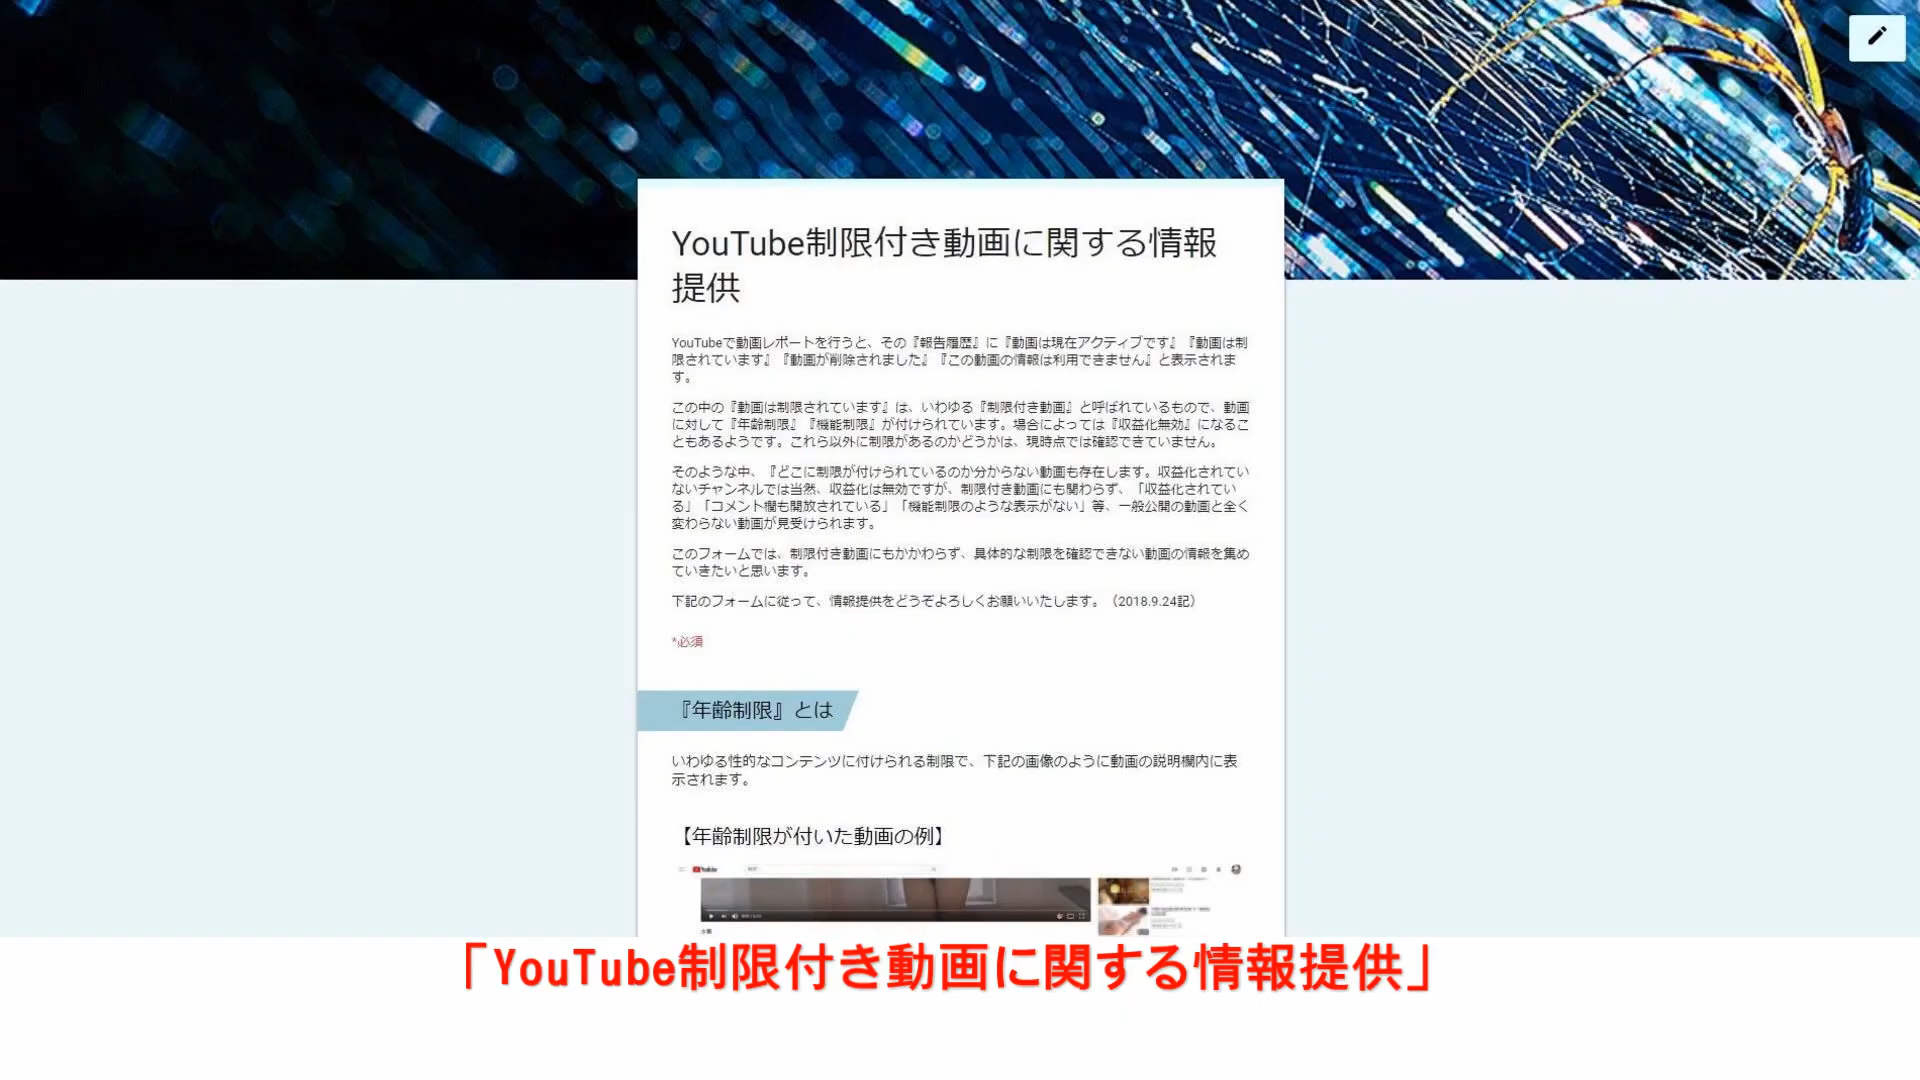 YouTube制限付き動画に関する情報
提供
YouTubeで動画レポートを行うと、その『報告履歴』に『動画は現在アクティブです』『動画は制
限されています』『動画が削除されました』『この動画の情報は利用できません』と表示されま
す。
この中の『動画は制限されています』は、いわゆる『制限付き動画』と呼ばれているもので、動画
に対して『年齢制限』『機能制限』が付けられています。場合によっては『収益化無効』になるこ
ともあるようです。これら以外に制限があるのかどうかは、現時点では確認できていません。
そのような中、『どこに制限が付けられているのか分からない動画も存在します。収益化されてい
ないチャンネルでは当然、収益化は無効ですが、制限付き動画にも関わらず、「収益化されてい
る」「コメント欄も開放されている」「機能制限のような表示がない」等、一般公開の動画と全く
変わらない動画が見受けられます。
このフォームでは、制限付き動画にもかかわらず、具体的な制限を確認できない動画の情報を集め
ていきたいと思います。
下記のフォームに従って、情報提供をどうぞよろしくお願いいたします。（2018.9.24記）
*必須
『年齢制限』とは
いわゆる性的なコンテンツに付けられる制限で、下記の画像のように動画の説明欄内に表
示されます。
【年齢制限が付いた動画の例】
YouTube
「YouTube制限付き動画に関する情報提供」